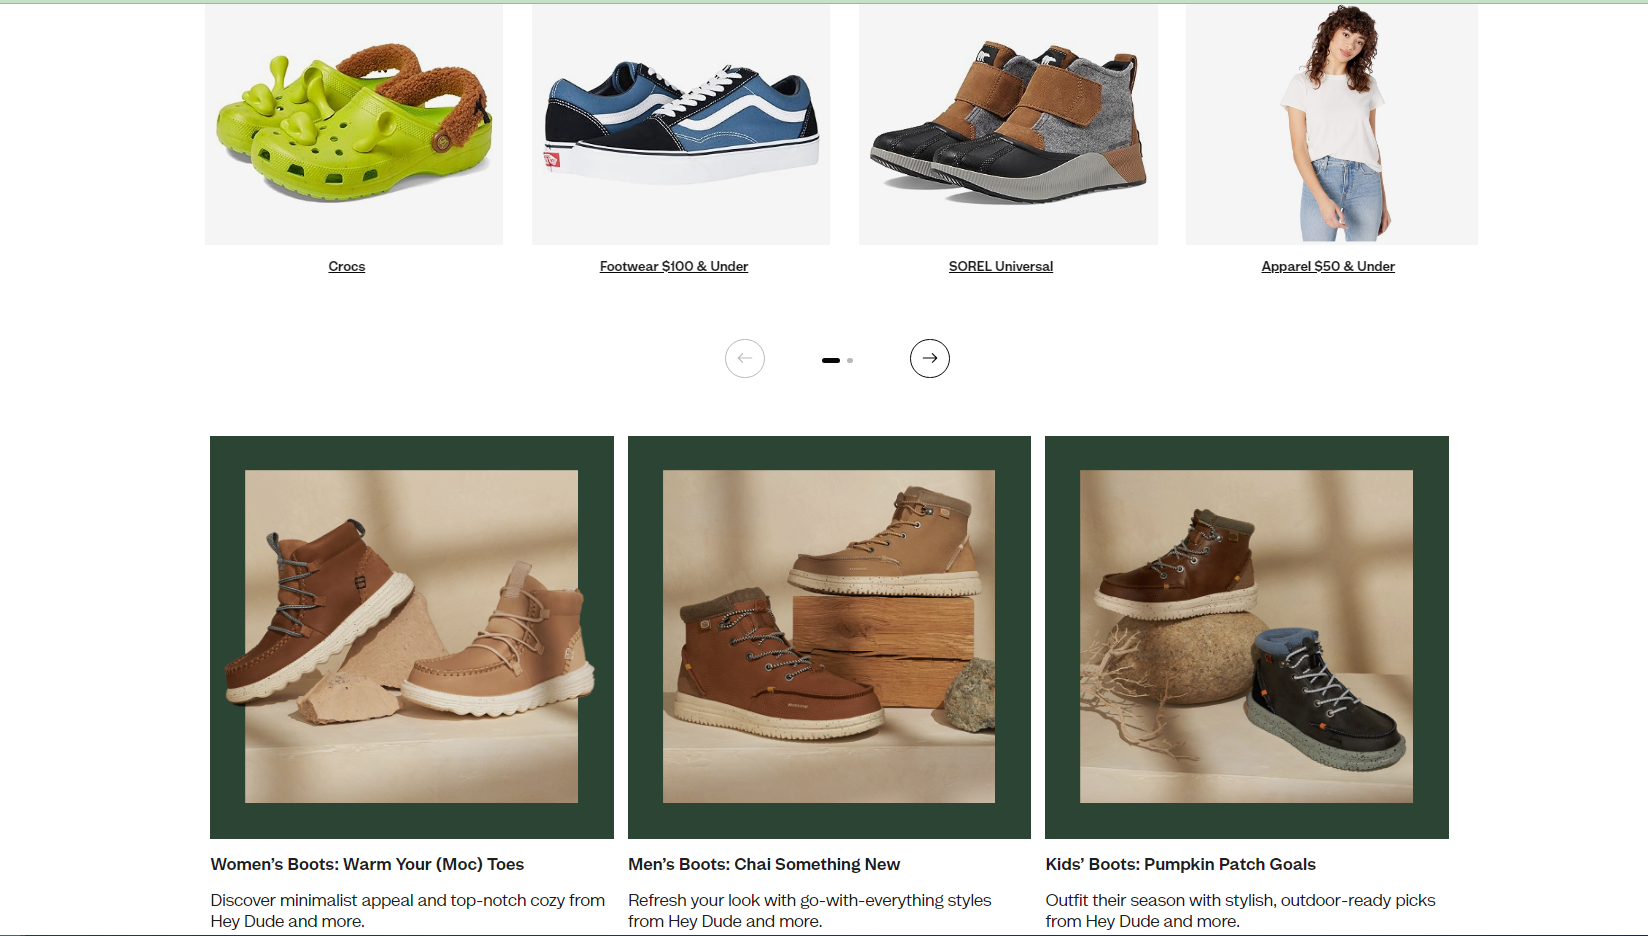 Crocs
Footwear $100 & Under
SOREL Universal
Apparel $50 & Under
Women’s Boots: Warm Your (Moc) Toes
Discover minimalist appeal and top-notch cozy from
Hey Dude and more.
Men’s Boots: Chai Something New
Refresh your look with go-with-everything styles
from Hey Dude and more.
Kids’ Boots: Pumpkin Patch Goals
Outfit their season with stylish, outdoor-ready picks
from Hey Dude and more.